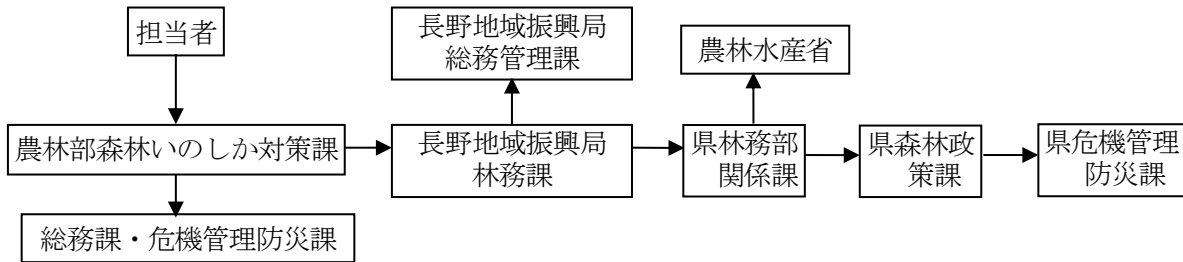 担当者
長野地域振興局
総務管理課
農林水産省
農林部森林いのしか対策課
長野地域振興局
林務課
県林務部
関係課
県森林政
策課
県危機管理
防災課
総務課・危機管理防災課